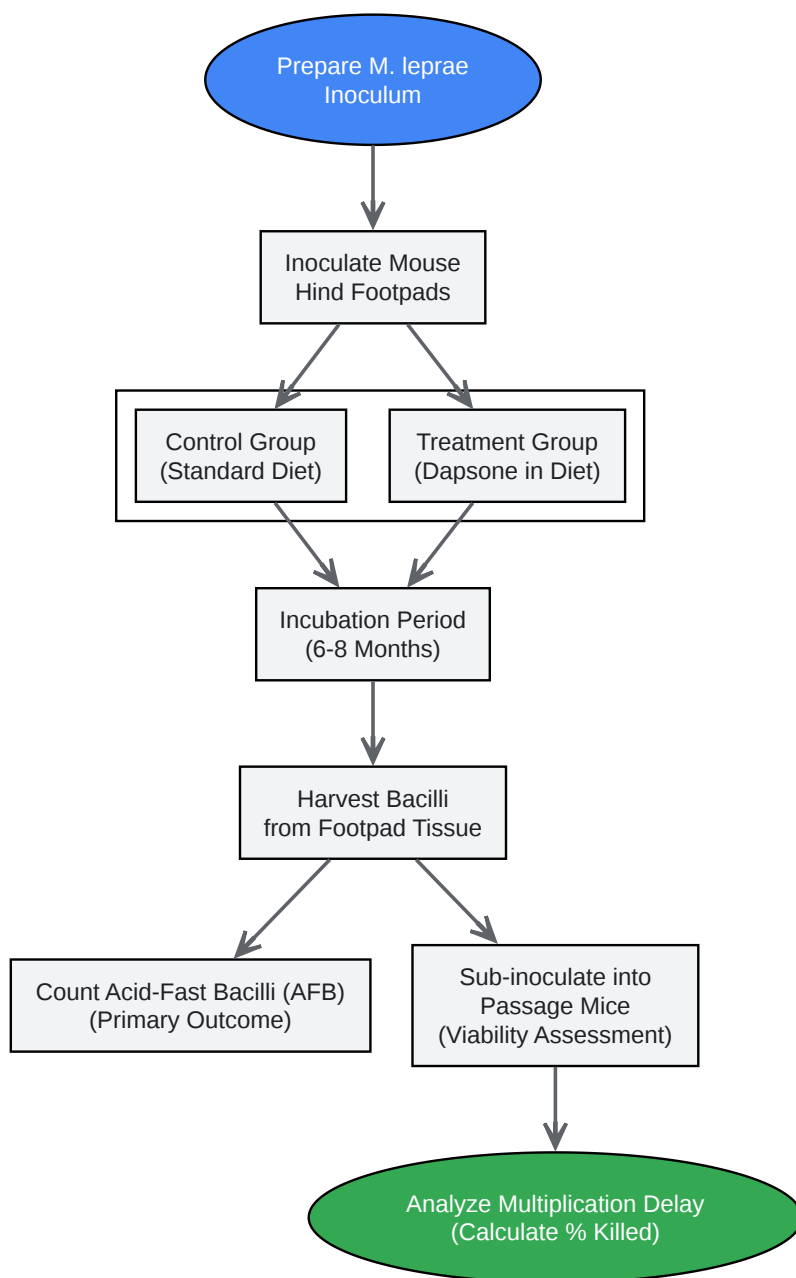 Prepare M. leprae
Inoculum
Inoculate Mouse
Hind Footpads
Control Group
(Standard Diet)
Treatment Group
(Dapsone in Diet)
Incubation Period
(6-8 Months)
Harvest Bacilli
from Footpad Tissue
Count Acid-Fast Bacilli (AFB)
(Primary Outcome)
Sub-inoculate into
Passage Mice
(Viability Assessment)
Analyze Multiplication Delay
(Calculate % Killed)